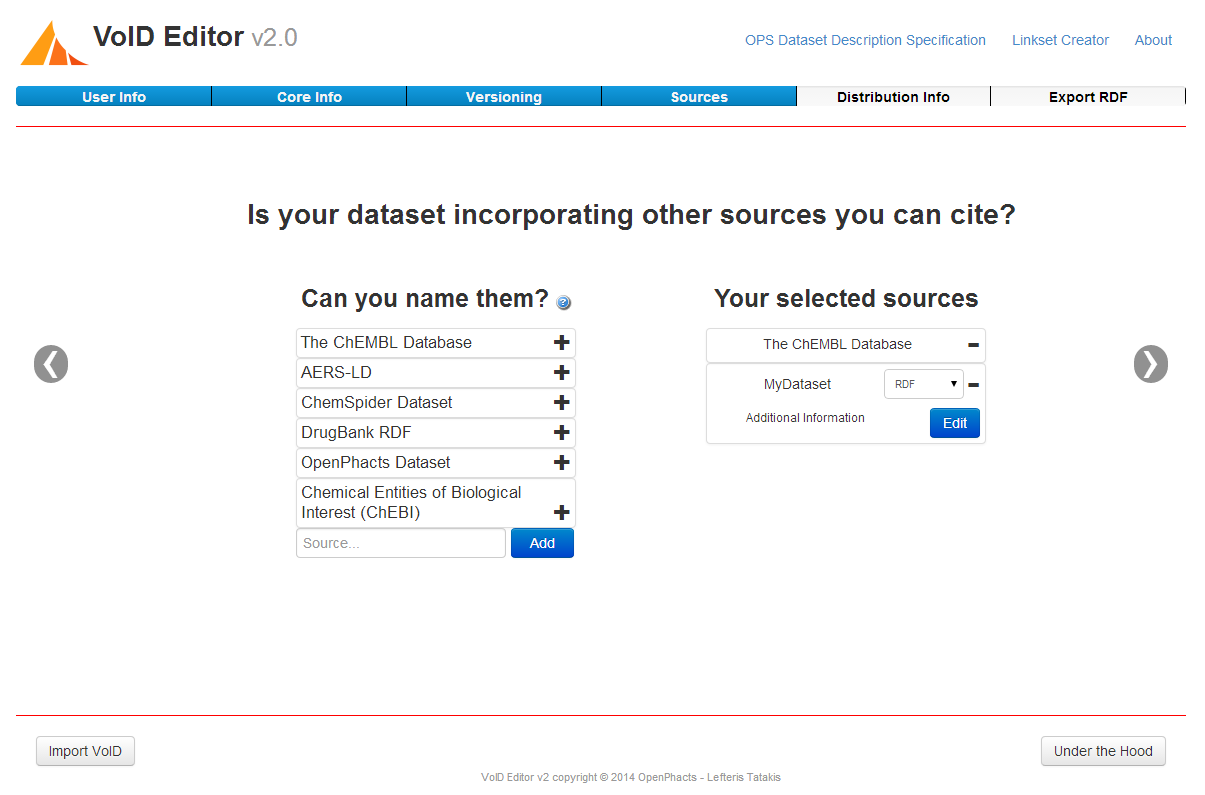 VoID Editor v2.0
OPS Dataset Description Specification Linkset Creator About
User Info Core Info Versioning Sources Distribution Info Export RDF
Is your dataset incorporating other sources you can cite?
Can you name them? ?
The ChEMBL Database
AERS-LD
ChemSpider Dataset
DrugBank RDF
OpenPhacts Dataset
Chemical Entities of Biological
Interest (ChEBI)
Source... Add
Your selected sources
The ChEMBL Database
MyDataset RDF
Additional Information Edit
Import VoID Under the Hood
VoID Editor v2 copyright © 2014 OpenPhacts - Lefteris Tatakis